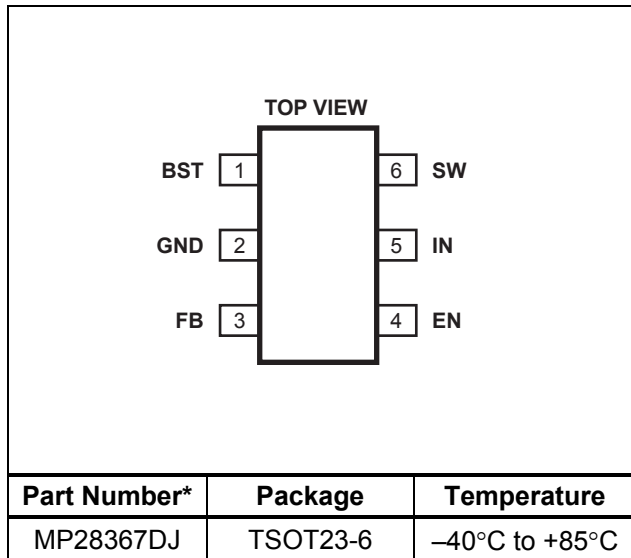 TOP VIEW
BST 1 6 SW
GND 2 5 IN
FB 3 4 EN
Part Number* Package Temperature
MP28367DJ TSOT23-6 –40°C to +85°C